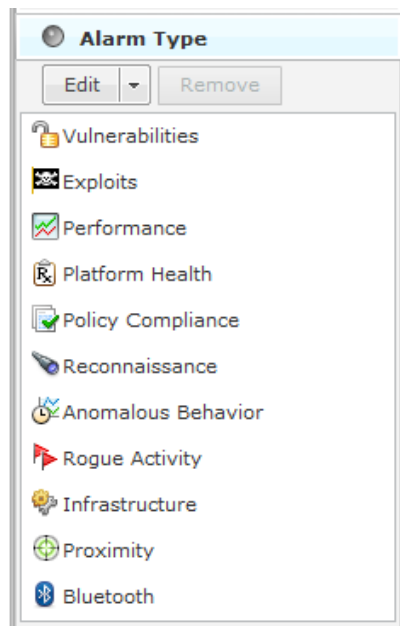 Alarm Type
Edit Remove
Vulnerabilities
Exploits
Performance
Platform Health
Policy Compliance
Reconnaissance
Anomalous Behavior
Rogue Activity
Infrastructure
Proximity
Bluetooth